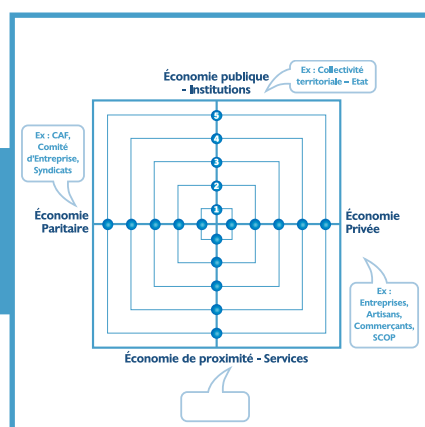 Économie publique
- Institutions
Ex : Collectivité
territoriale – Etat
Ex : CAF,
Comité
d'Entreprise,
Syndicats
5
4
3
2
1
Économie
Paritaire
Économie
Privée
Ex :
Entreprises,
Artisans,
Commerçants,
SCOP
Économie de proximité - Services